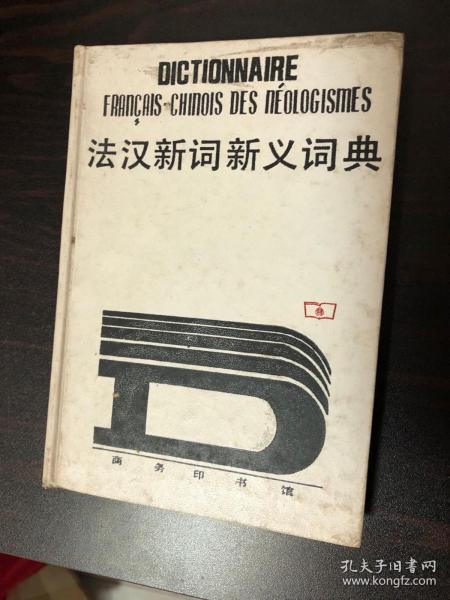 DICTIONNAIRE
FRANÇAIS-CHINOIS DES NÉOLOGISMES
法汉新词新义词典
商务印书馆
孔夫子旧书网
www.kongfz.com